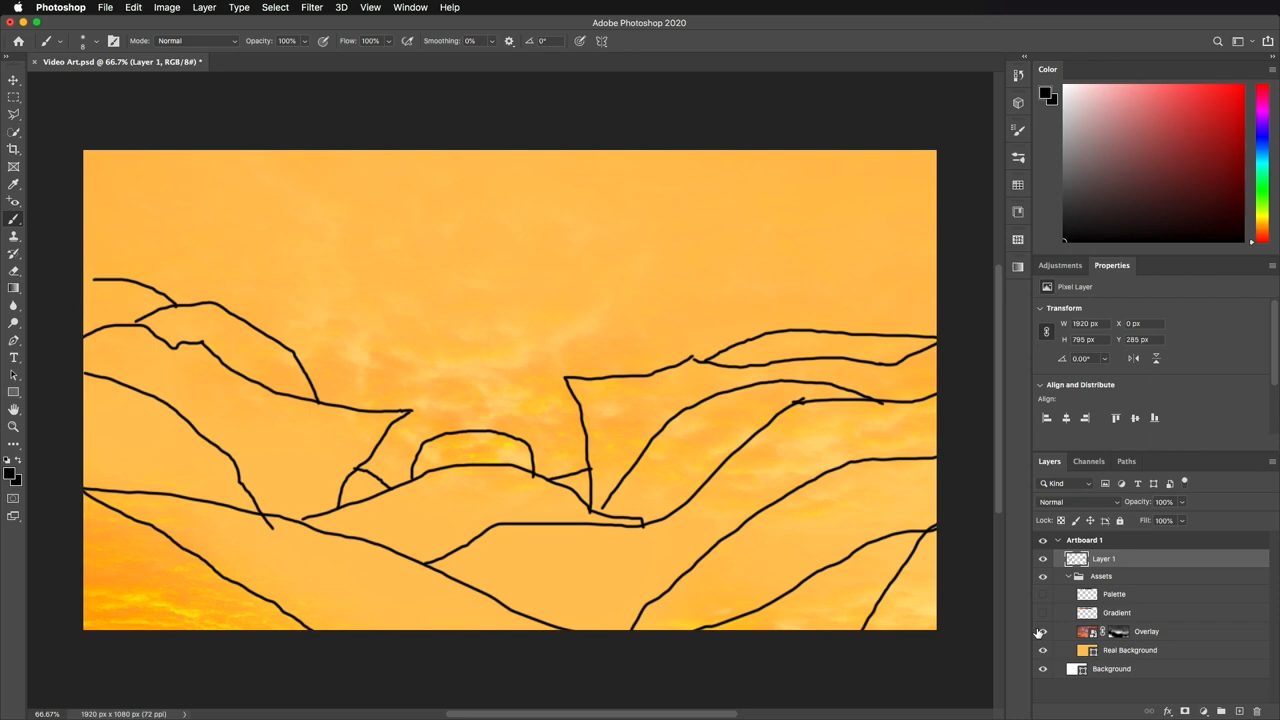 Photoshop File Edit Image Layer Type Select Filter 3D View Window Help
Adobe Photoshop 2020
8 Mode: Normal Opacity: 100% Flow: 100% Smoothing: 0% 0°
× Video Art.psd @ 66.7% (Layer 1, RGB/8#) *
Color
Adjustments Properties
Pixel Layer
Transform
W 1920 px X 0 px
H 795 px Y 285 px
0.00°
Align and Distribute
Align:
Layers Channels Paths
Kind
Normal Opacity: 100%
Lock: Fill: 100%
Artboard 1
Layer 1
Assets
Palette
Gradient
Overlay
Real Background
Background
66.67% 1920 px x 1080 px (72 ppi)